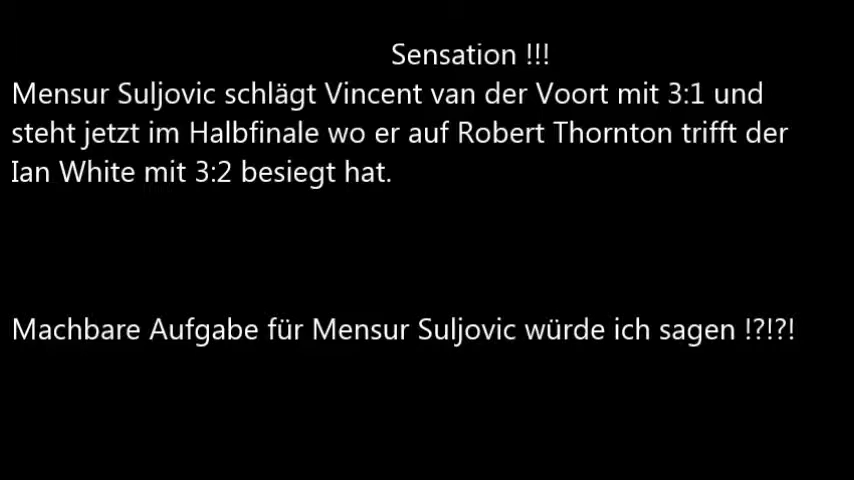 Sensation !!!
Mensur Suljovic schlägt Vincent van der Voort mit 3:1 und
steht jetzt im Halbfinale wo er auf Robert Thornton trifft der
Ian White mit 3:2 besiegt hat.
Machbare Aufgabe für Mensur Suljovic würde ich sagen !?!?!